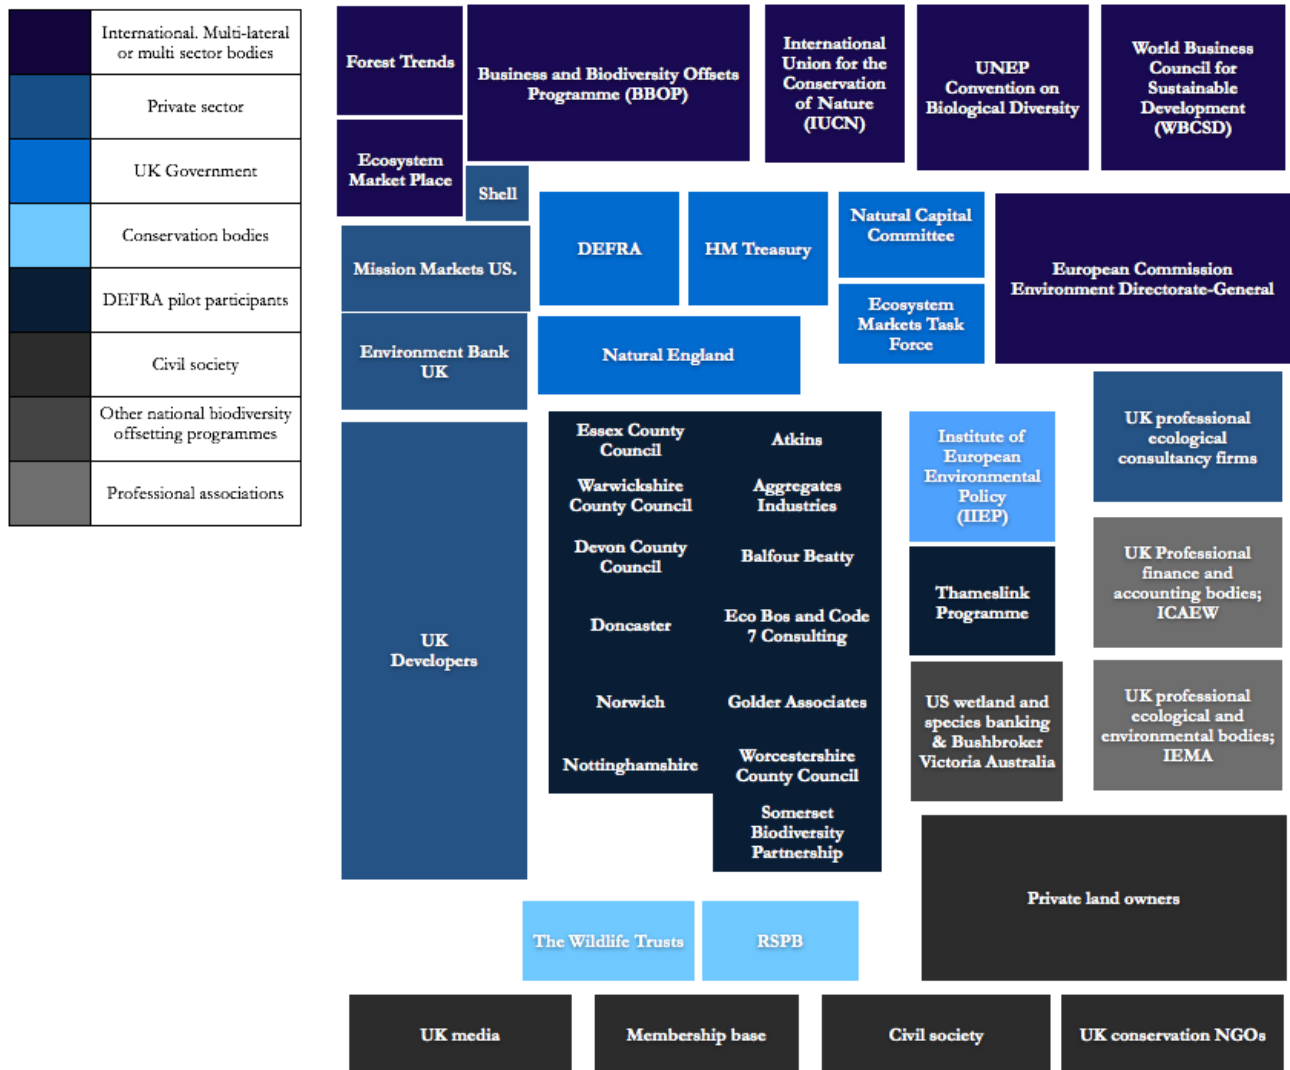 International. Multi-lateral
or multi sector bodies
Private sector
UK Government
Conservation bodies
DEFRA pilot participants
Civil society
Other national biodiversity
offsetting programmes
Professional associations
Forest Trends
Business and Biodiversity Offsets
Programme (BBOP)
International
Union for the
Conservation
of Nature
(IUCN)
UNEP
Convention on
Biological Diversity
World Business
Council for
Sustainable
Development
(WBCSD)
Ecosystem
Market Place
Shell
DEFRA
HM Treasury
Natural Capital
Committee
European Commission
Environment Directorate-General
Mission Markets US.
Ecosystem
Markets Task
Force
Environment Bank
UK
Natural England
UK professional
ecological
consultancy firms
Essex County
Council
Atkins
Institute of
European
Environmental
Policy
(IIEP)
Warwickshire
County Council
Aggregates
Industries
Devon County
Council
Balfour Beatty
UK Professional
finance and
accounting bodies;
ICAEW
Thameslink
Programme
UK
Developers
Doncaster
Eco Bos and Code
7 Consulting
Norwich
Golder Associates
US wetland and
species banking
& Bushbroker
Victoria Australia
UK professional
ecological and
environmental bodies;
IEMA
Nottinghamshire
Worcestershire
County Council
Somerset
Biodiversity
Partnership
Private land owners
The Wildlife Trusts
RSPB
UK media
Membership base
Civil society
UK conservation NGOs